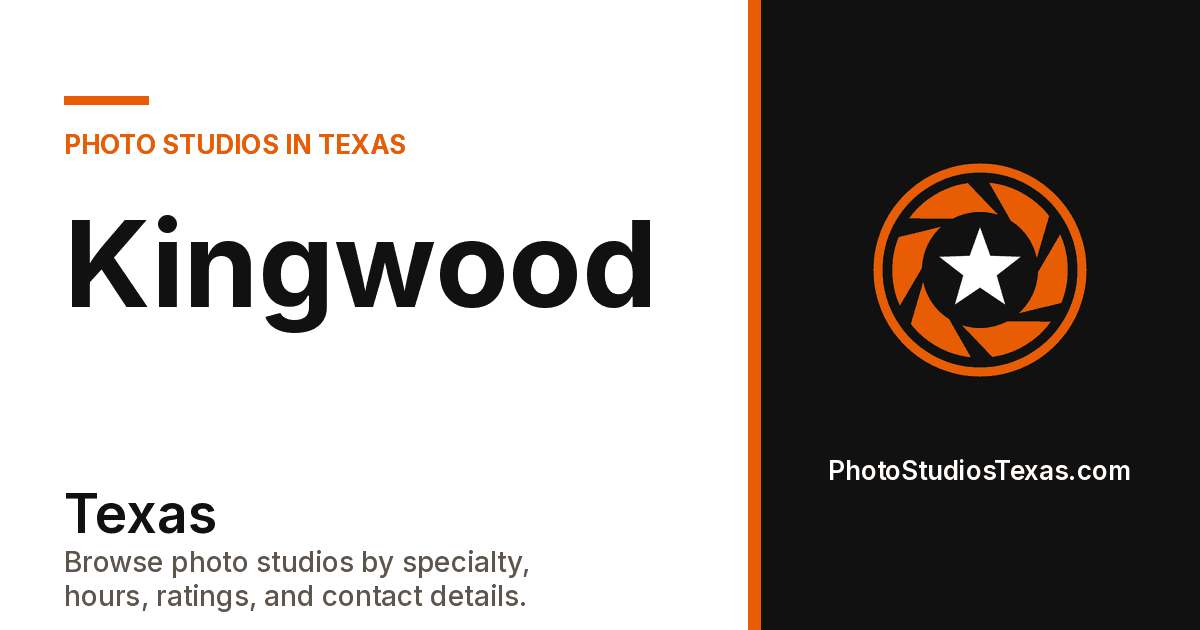 PHOTO STUDIOS IN TEXAS
Kingwood
Texas
Browse photo studios by specialty,
hours, ratings, and contact details.
PhotoStudiosTexas.com